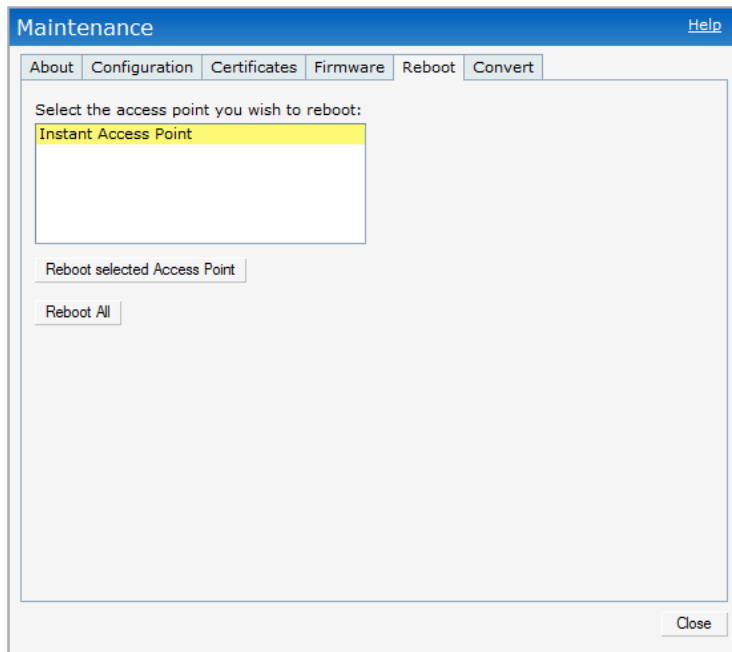 Maintenance Help
About Configuration Certificates Firmware Reboot Convert
Select the access point you wish to reboot:
Instant Access Point
Reboot selected Access Point
Reboot All
Close